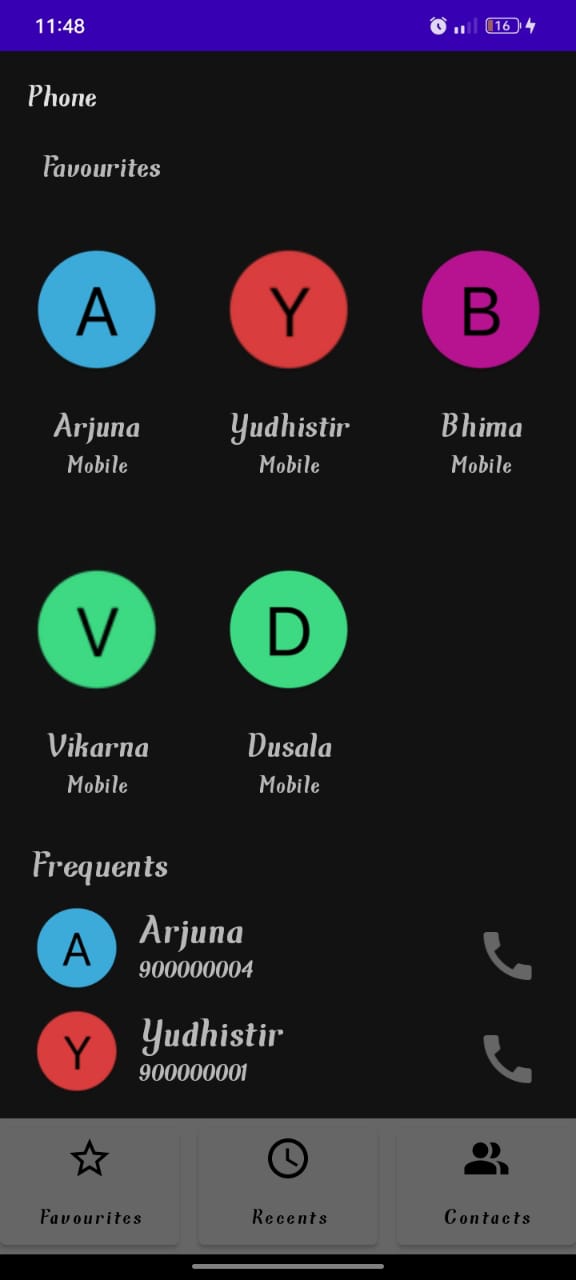 11:48 16
Phone
Favourites
A Y B
Arjuna Yudhistir Bhima
Mobile Mobile Mobile
V D
Vikarna Dusala
Mobile Mobile
Frequents
A Arjuna
900000004
Y Yudhistir
900000001
Favourites Recents Contacts